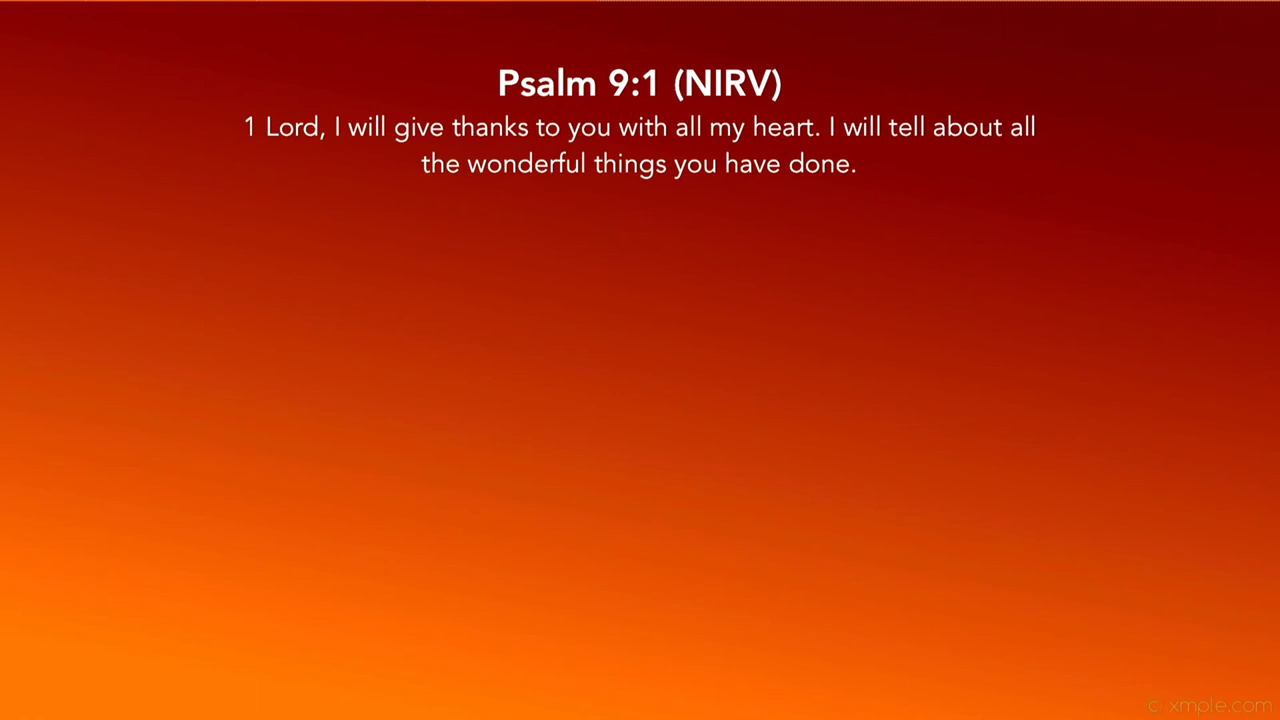 Psalm 9:1 (NIRV)
1 Lord, I will give thanks to you with all my heart. I will tell about all
the wonderful things you have done.